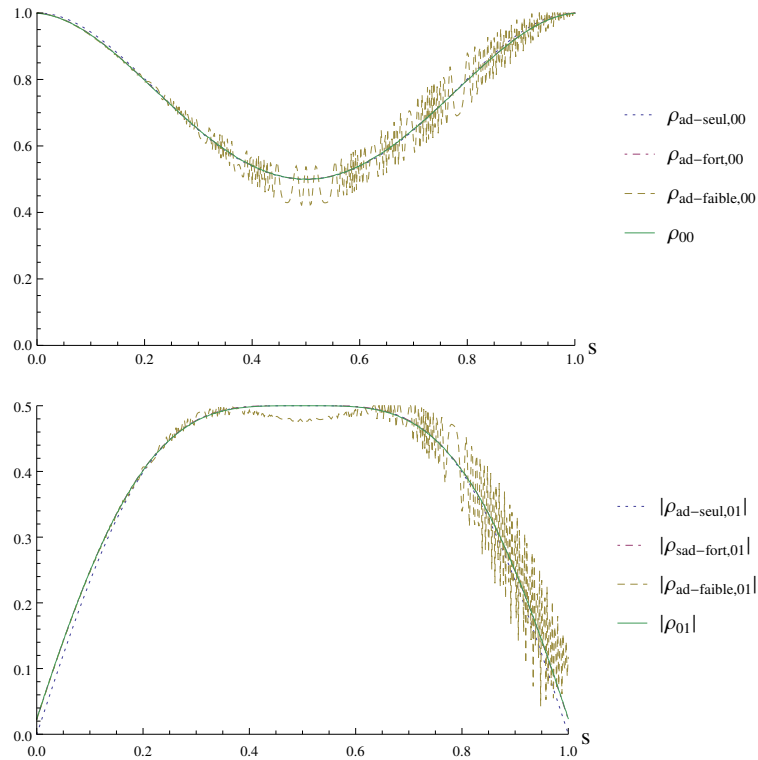 1.0
0.8
0.6
0.4
0.2
0.0
0.0 0.2 0.4 0.6 0.8 1.0
S
ρad−seul,00
ρad−fort,00
ρad−faible,00
ρ00
0.5
0.4
0.3
0.2
0.1
0.0
0.0 0.2 0.4 0.6 0.8 1.0
S
|ρad−seul,01|
|ρsad−fort,01|
|ρad−faible,01|
|ρ01|